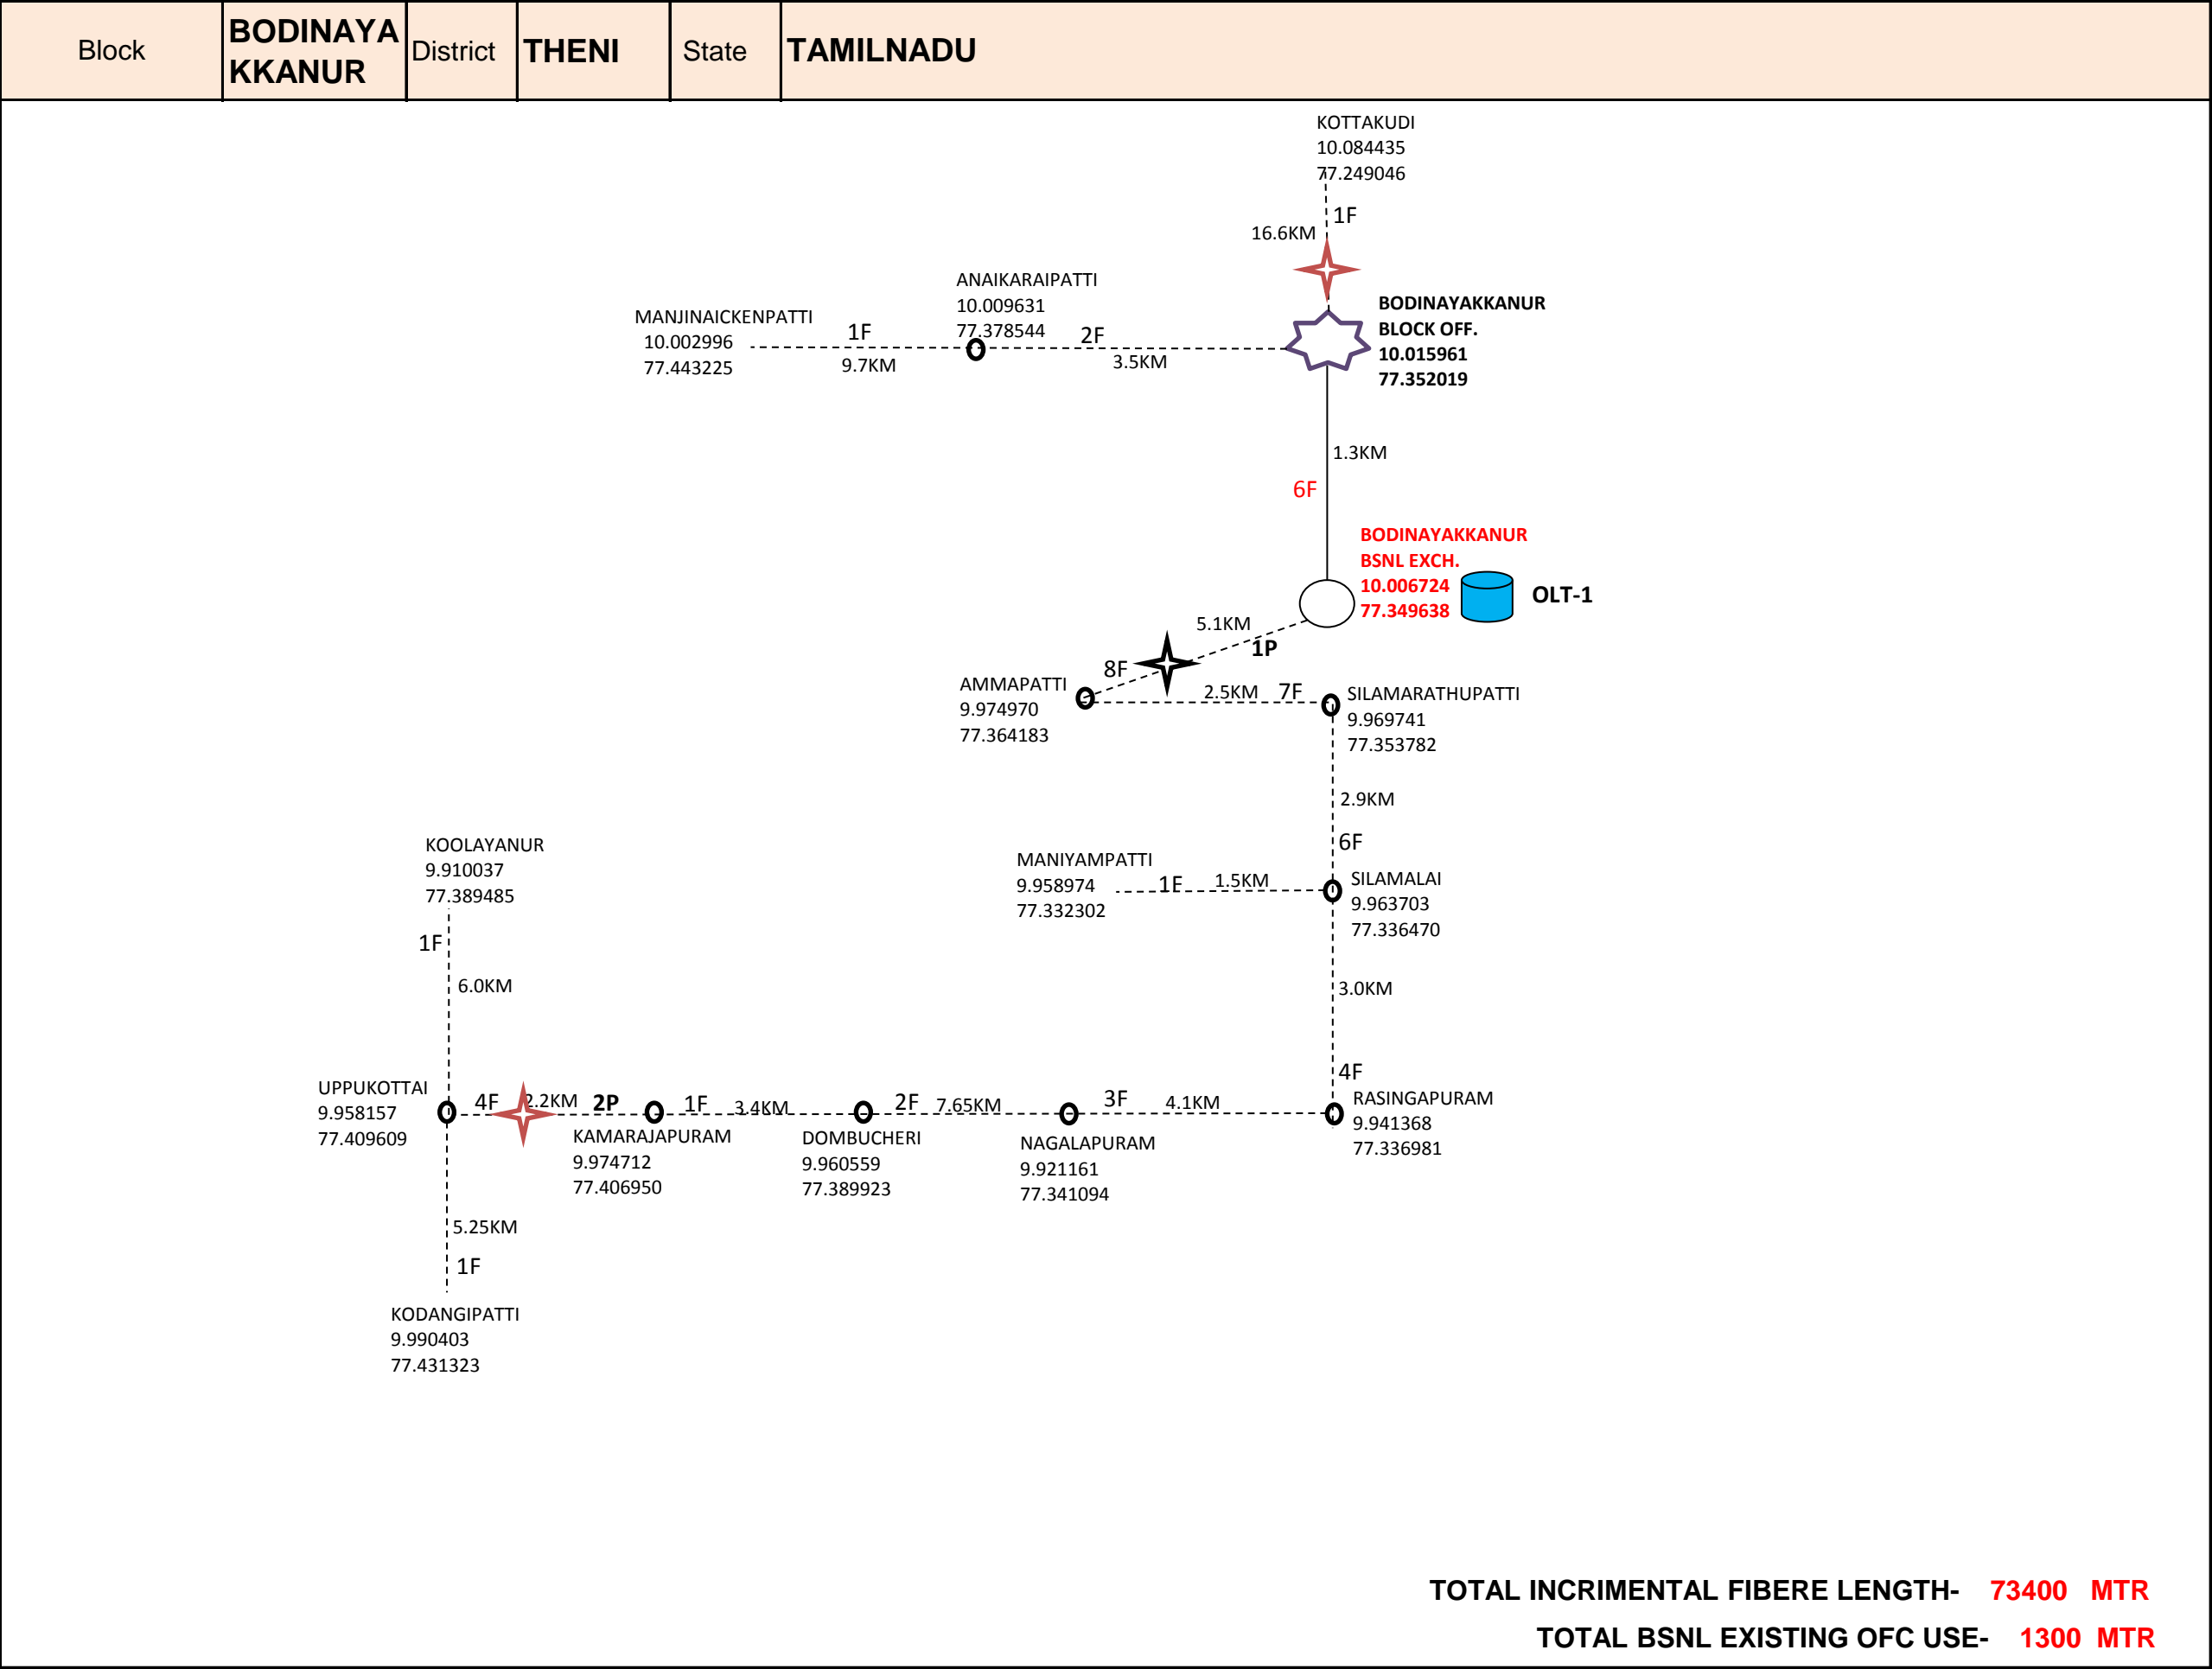 Block
BODINAYA
KKANUR
District
THENI
State
TAMILNADU
KOTTAKUDI
10.084435
77.249046
1F
16.6KM
ANAIKARAIPATTI
10.009631
77.378544
MANJINAICKENPATTI
10.002996
77.443225
1F
9.7KM
2F
3.5KM
BODINAYAKKANUR
BLOCK OFF.
10.015961
77.352019
1.3KM
6F
BODINAYAKKANUR
BSNL EXCH.
10.006724
77.349638
OLT-1
5.1KM
1P
8F
AMMAPATTI
9.974970
77.364183
2.5KM
7F
SILAMARATHUPATTI
9.969741
77.353782
2.9KM
6F
KOOLAYANUR
9.910037
77.389485
MANIYAMPATTI
9.958974
77.332302
1F
1.5KM
SILAMALAI
9.963703
77.336470
1F
6.0KM
3.0KM
4F
UPPUKOTTAI
9.958157
77.409609
4F
2.2KM
2P
1F
3.4KM
2F
7.65KM
3F
4.1KM
RASINGAPURAM
9.941368
77.336981
KAMARAJAPURAM
9.974712
77.406950
DOMBUCHERI
9.960559
77.389923
NAGALAPURAM
9.921161
77.341094
5.25KM
1F
KODANGIPATTI
9.990403
77.431323
TOTAL INCRIMENTAL FIBERE LENGTH- 73400 MTR
TOTAL BSNL EXISTING OFC USE- 1300 MTR